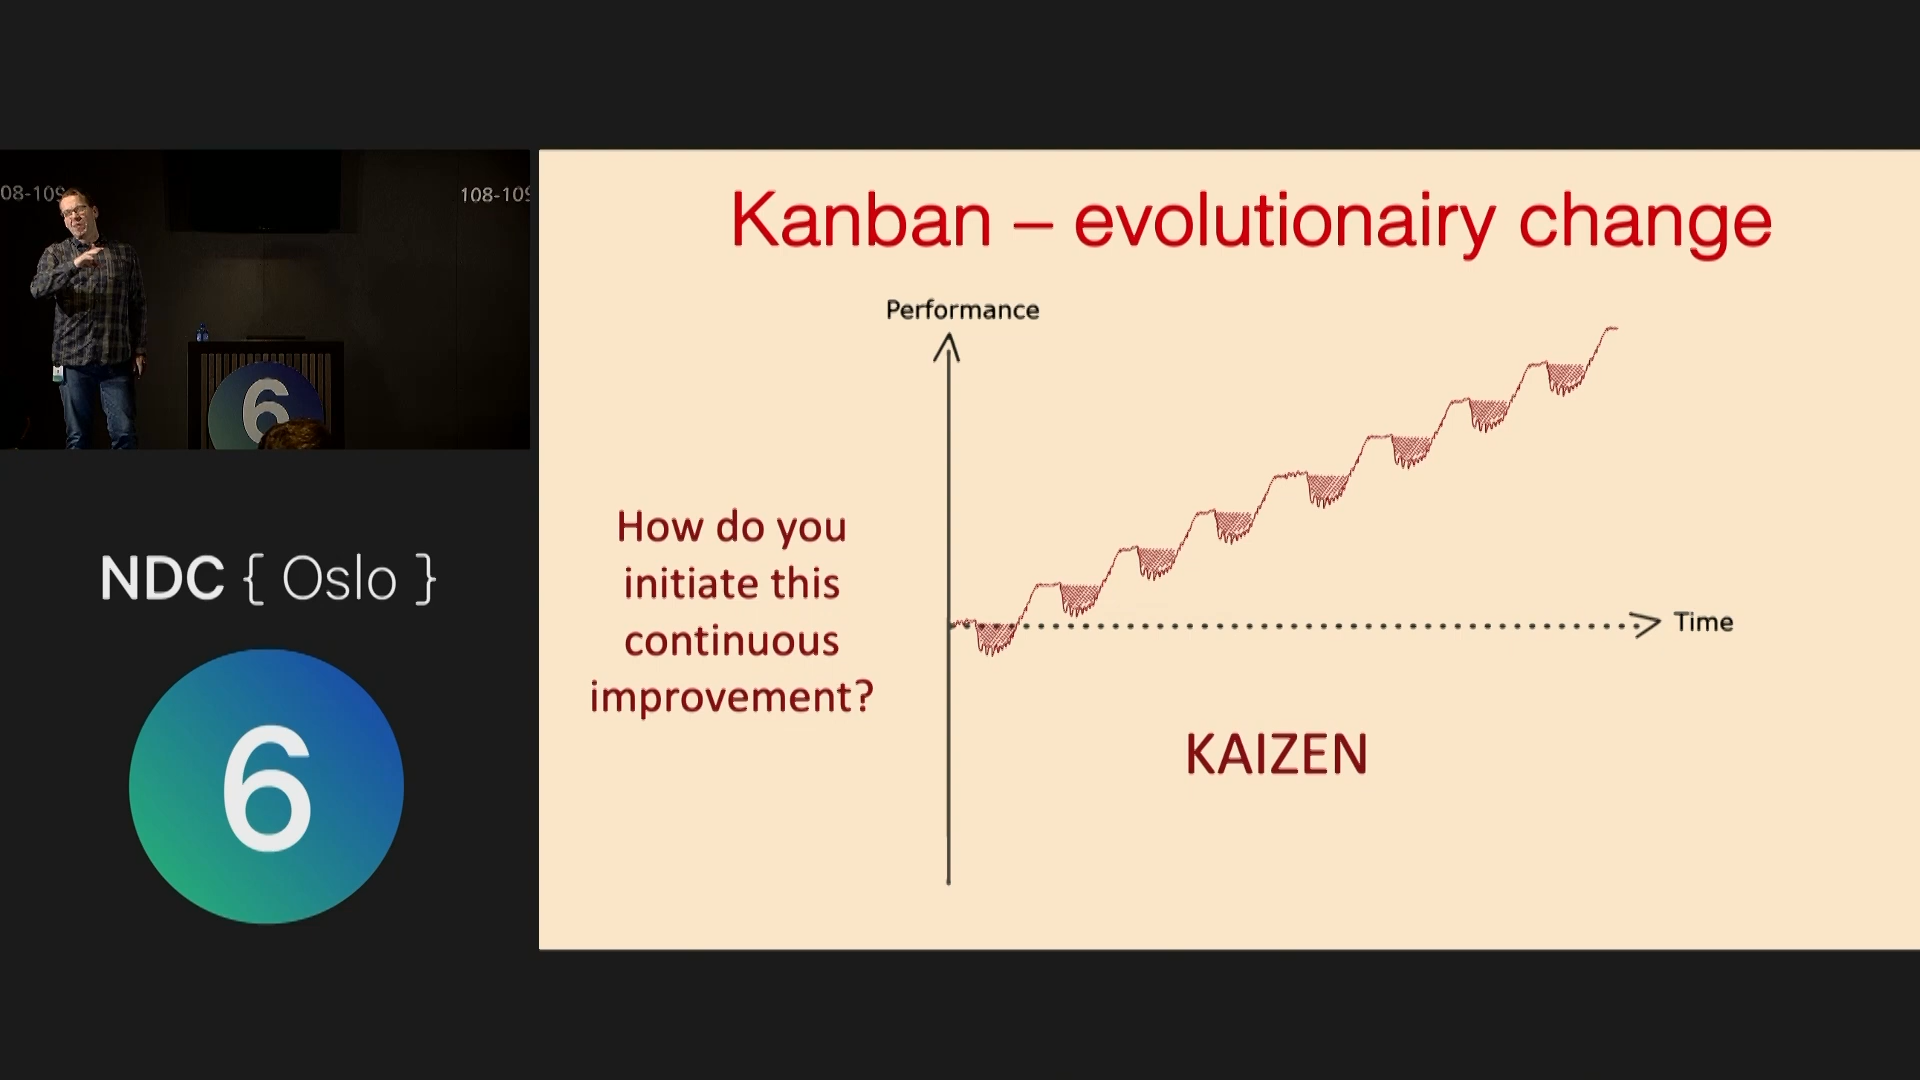 08-109
108-109
6
NDC { Oslo }
6
Kanban – evolutionairy change
Performance
How do you
initiate this
continuous
improvement?
Time
KAIZEN